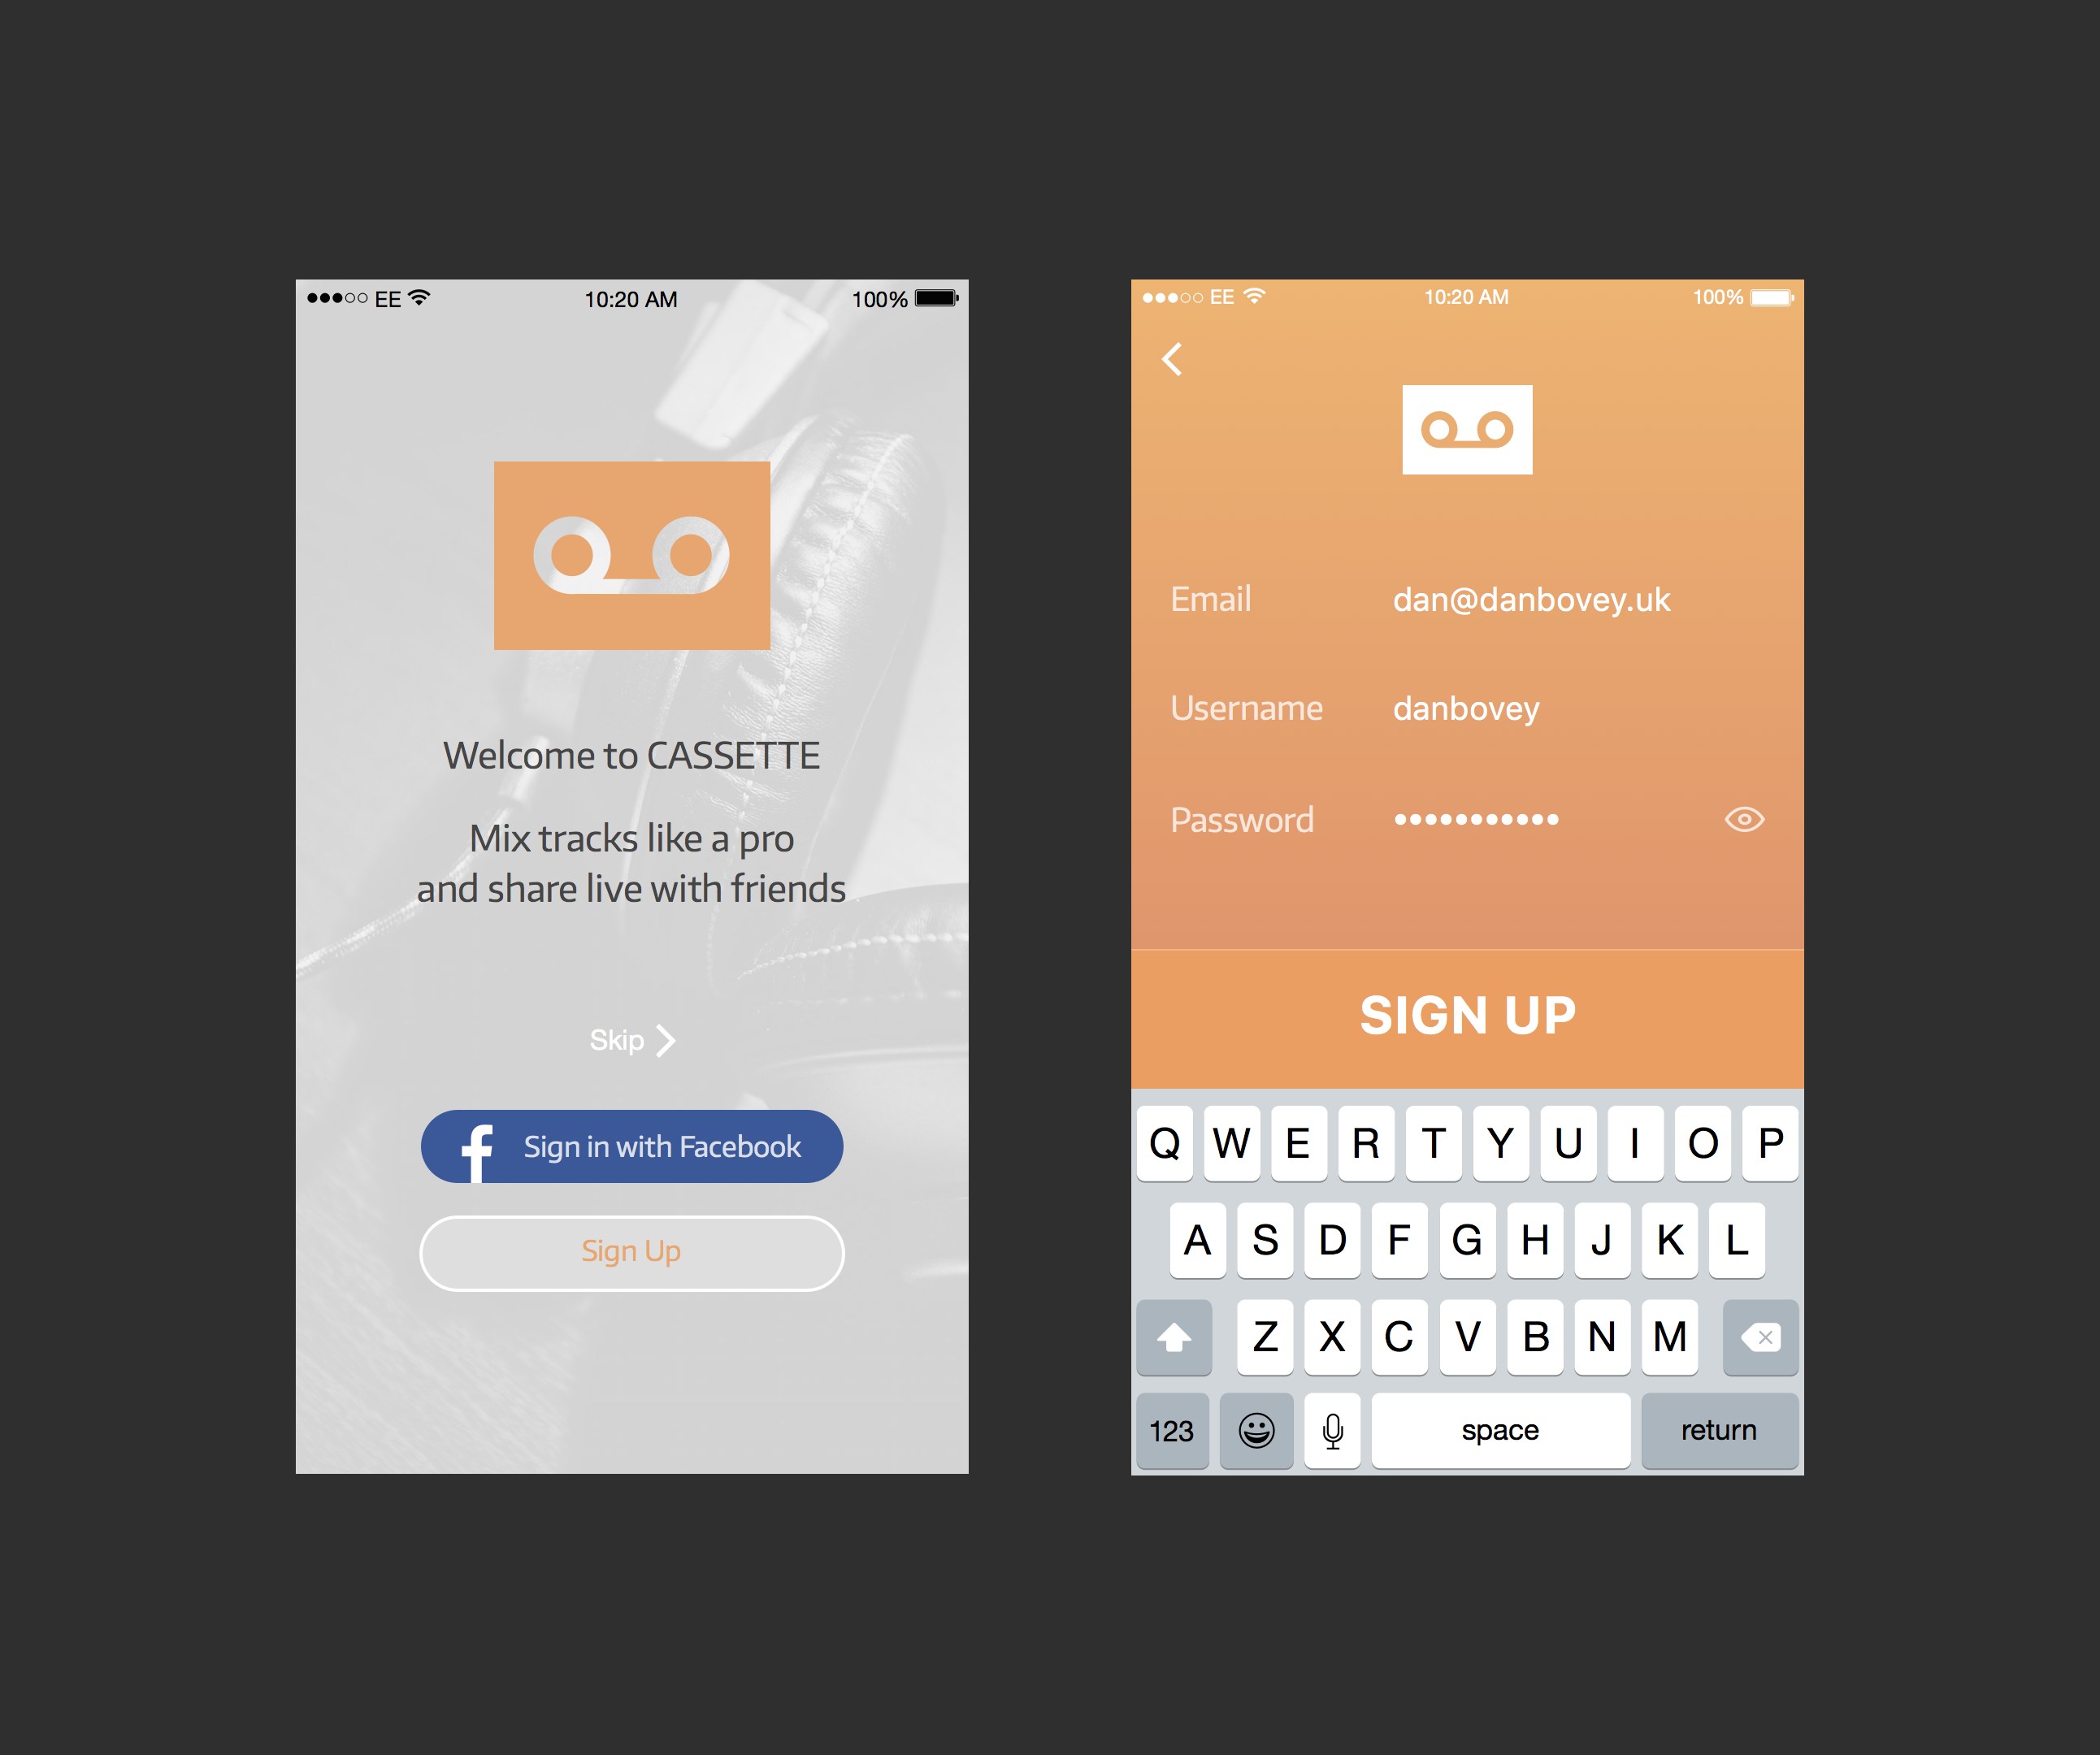 EE 10:20 AM 100%
Welcome to CASSETTE
Mix tracks like a pro
and share live with friends
Skip
Sign in with Facebook
Sign Up
EE 10:20 AM 100%
Email dan@danbovey.uk
Username danbovey
Password
SIGN UP
Q W E R T Y U I O P
A S D F G H J K L
Z X C V B N M
123 space return